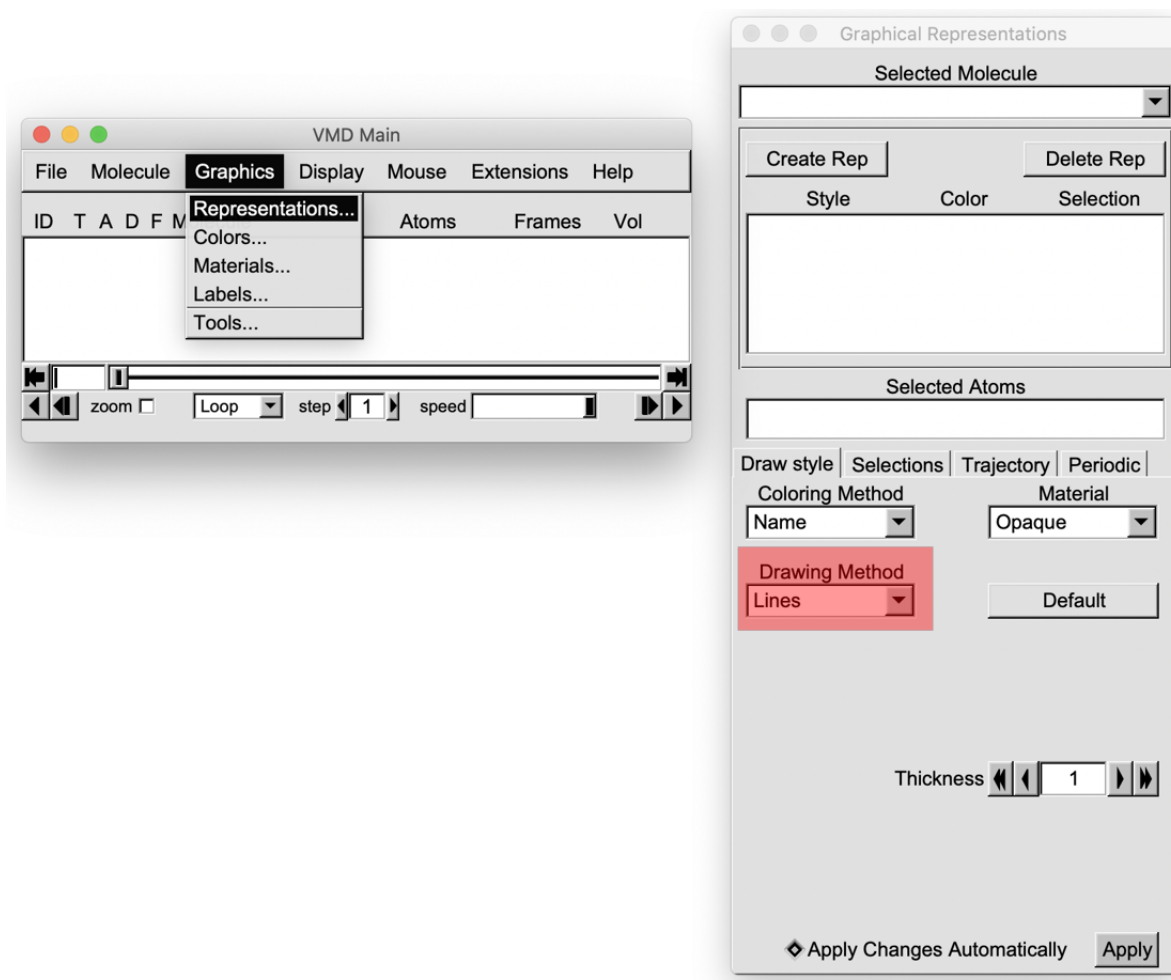 VMD Main
File Molecule Graphics Display Mouse Extensions Help
ID T A D F M Atoms Frames Vol
Representations...
Colors...
Materials...
Labels...
Tools...
zoom Loop step 1 speed
Graphical Representations
Selected Molecule
Create Rep Delete Rep
Style Color Selection
Selected Atoms
Draw style Selections Trajectory Periodic
Coloring Method Material
Name Opaque
Drawing Method
Lines Default
Thickness 1
Apply Changes Automatically Apply